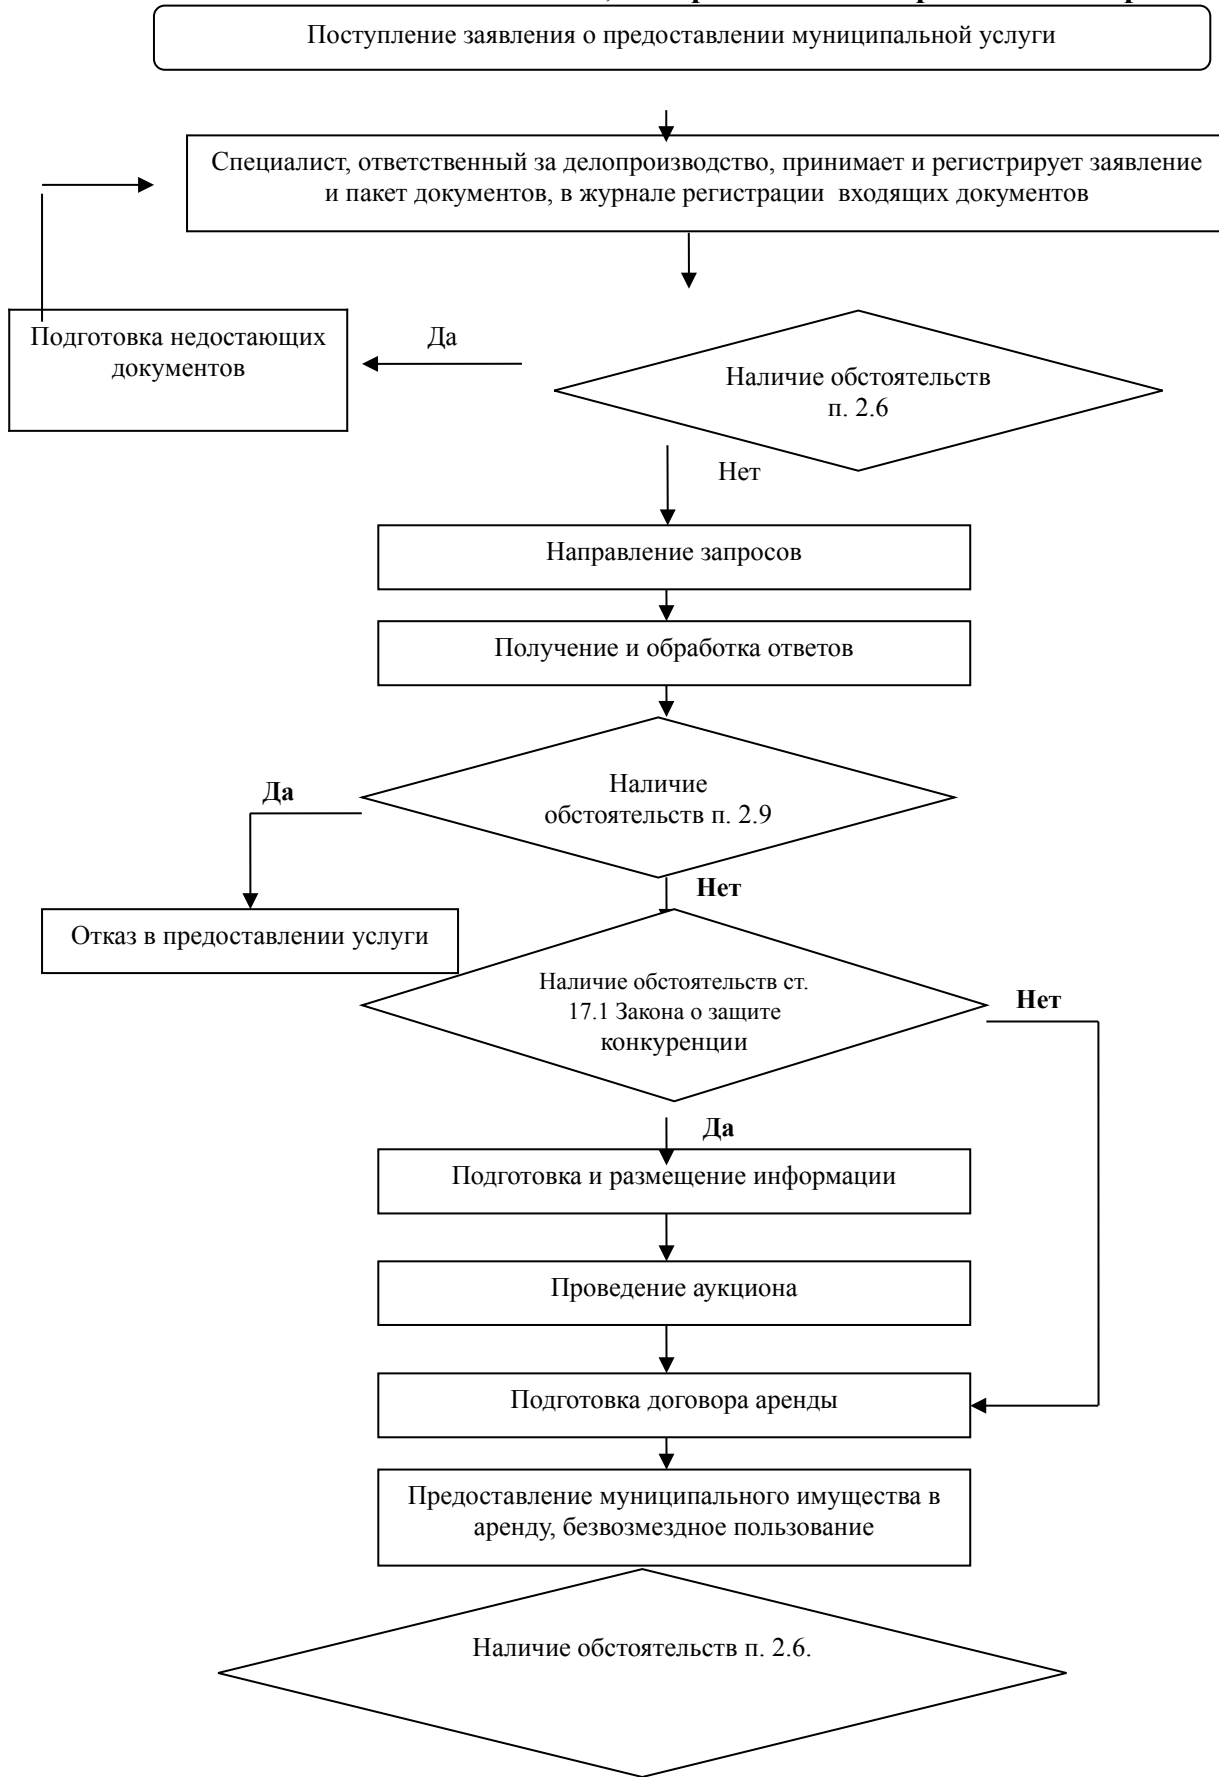 Поступление заявления о предоставлении муниципальной услуги
Специалист, ответственный за делопроизводство, принимает и регистрирует заявление
и пакет документов, в журнале регистрации входящих документов
Подготовка недостающих
документов
Да
Наличие обстоятельств
п. 2.6
Нет
Направление запросов
Получение и обработка ответов
Наличие
обстоятельств п. 2.9
Да
Нет
Отказ в предоставлении услуги
Наличие обстоятельств ст.
17.1 Закона о защите
конкуренции
Нет
Да
Подготовка и размещение информации
Проведение аукциона
Подготовка договора аренды
Предоставление муниципального имущества в
аренду, безвозмездное пользование
Наличие обстоятельств п. 2.6.